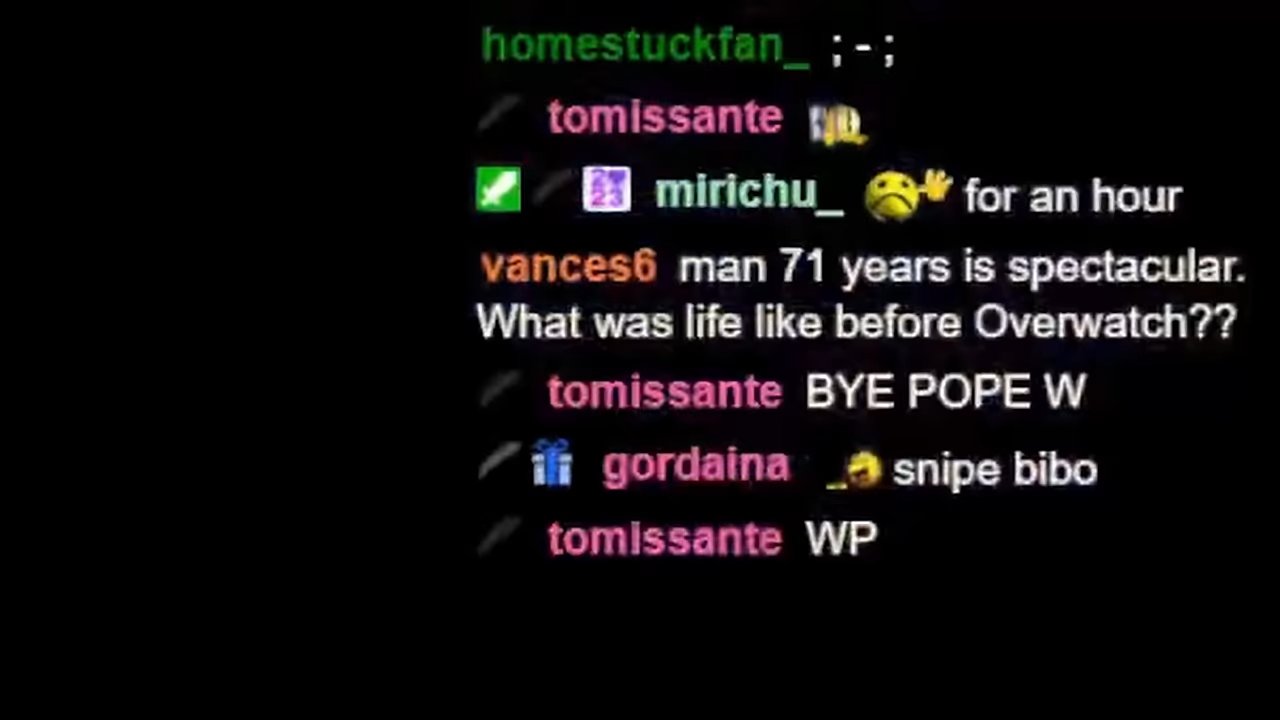 homestuckfan_ ;-;
tomissante
mirichu_ for an hour
vances6 man 71 years is spectacular.
What was life like before Overwatch??
tomissante BYE POPE W
gordaina snipe bibo
tomissante WP